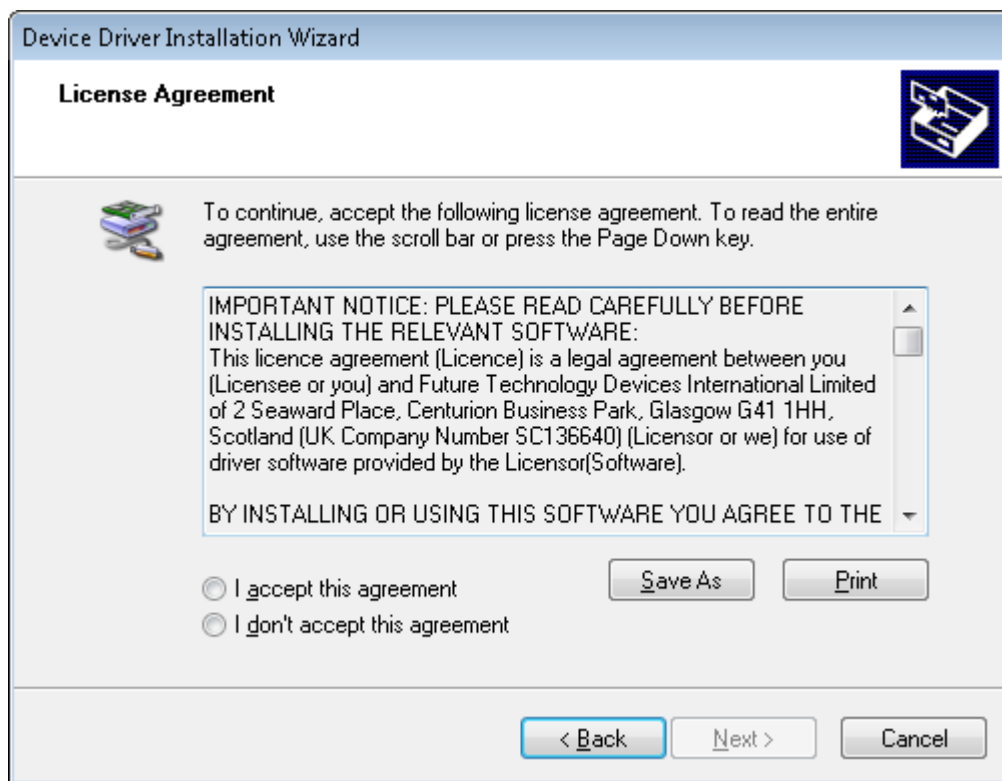 Device Driver Installation Wizard
License Agreement
To continue, accept the following license agreement. To read the entire
agreement, use the scroll bar or press the Page Down key.
IMPORTANT NOTICE: PLEASE READ CAREFULLY BEFORE
INSTALLING THE RELEVANT SOFTWARE:
This licence agreement (Licence) is a legal agreement between you
(Licensee or you) and Future Technology Devices International Limited
of 2 Seaward Place, Centurion Business Park, Glasgow G41 1HH,
Scotland (UK Company Number SC136640) (Licensor or we) for use of
driver software provided by the Licensor(Software).
BY INSTALLING OR USING THIS SOFTWARE YOU AGREE TO THE
I accept this agreement
Save As
Print
I don't accept this agreement
< Back
Next >
Cancel